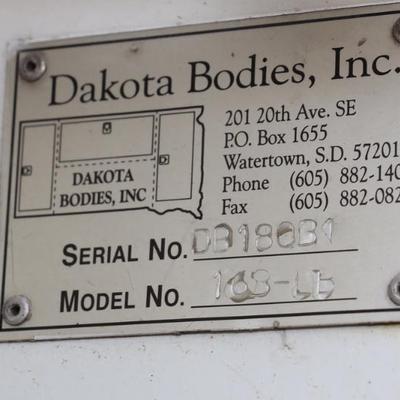 Dakota Bodies, Inc.
DAKOTA
BODIES, INC
201 20th Ave. SE
P.O. Box 1655
Watertown, S.D. 57201
Phone (605) 882-140
Fax (605) 882-082
SERIAL NO.
MODEL NO.